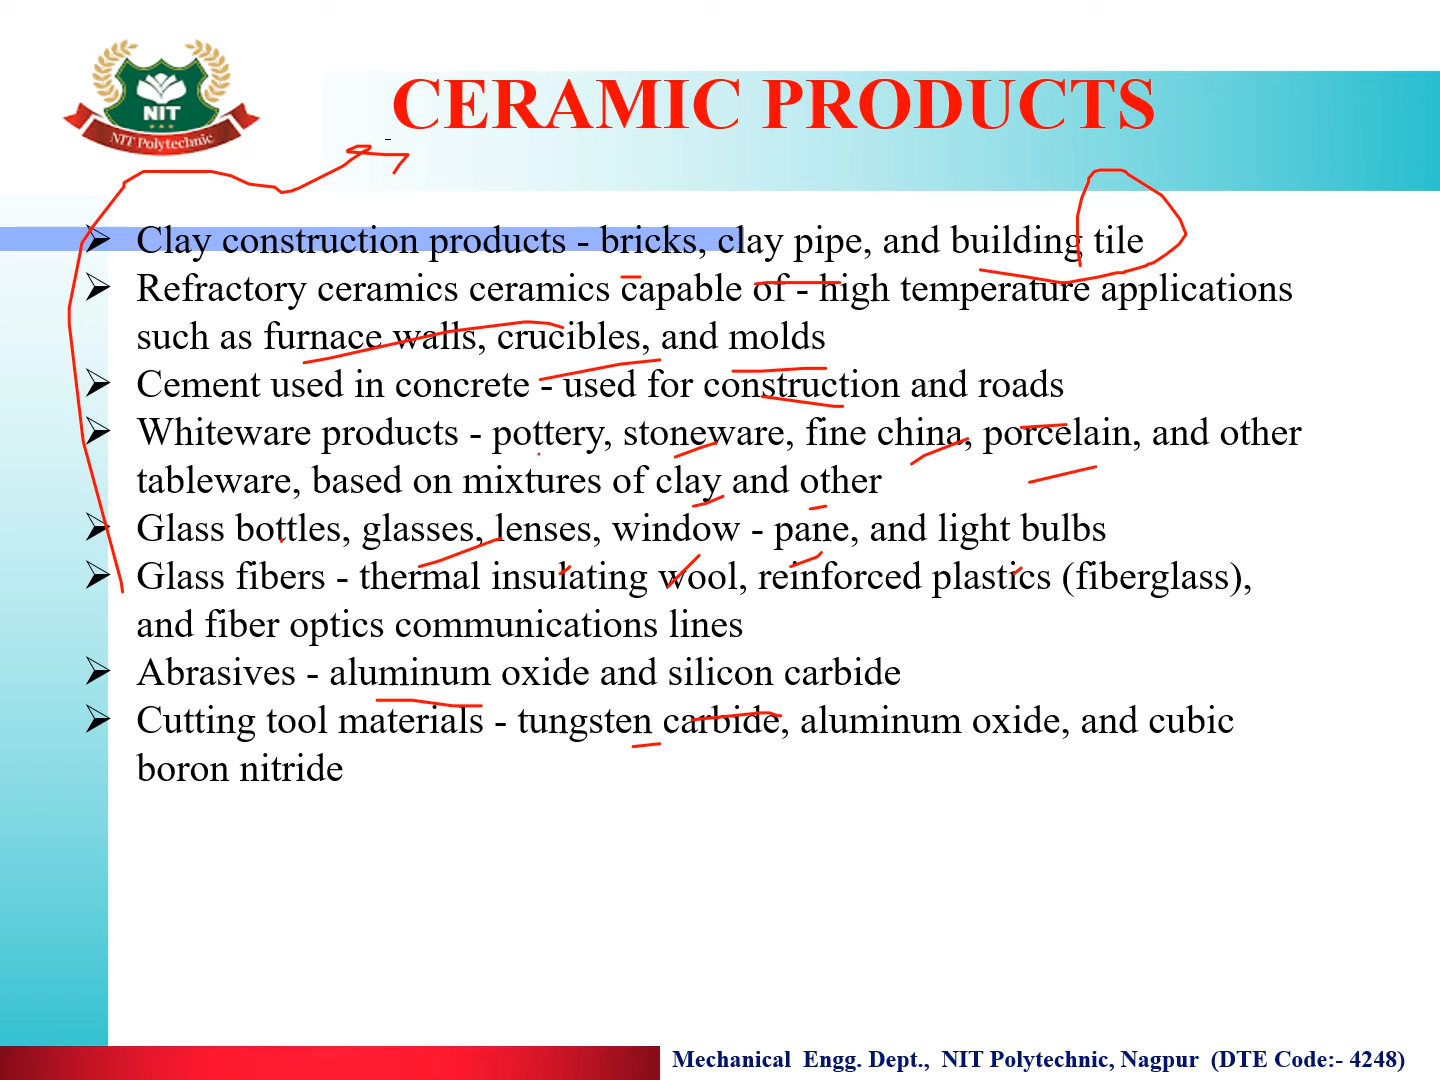 NIT
NIT Polytechnic
CERAMIC PRODUCTS
➢ Clay construction products - bricks, clay pipe, and building tile
➢ Refractory ceramics ceramics capable of - high temperature applications
such as furnace walls, crucibles, and molds
➢ Cement used in concrete - used for construction and roads
➢ Whiteware products - pottery, stoneware, fine china, porcelain, and other
tableware, based on mixtures of clay and other
➢ Glass bottles, glasses, lenses, window - pane, and light bulbs
➢ Glass fibers - thermal insulating wool, reinforced plastics (fiberglass),
and fiber optics communications lines
➢ Abrasives - aluminum oxide and silicon carbide
➢ Cutting tool materials - tungsten carbide, aluminum oxide, and cubic
boron nitride
Mechanical Engg. Dept., NIT Polytechnic, Nagpur (DTE Code:- 4248)